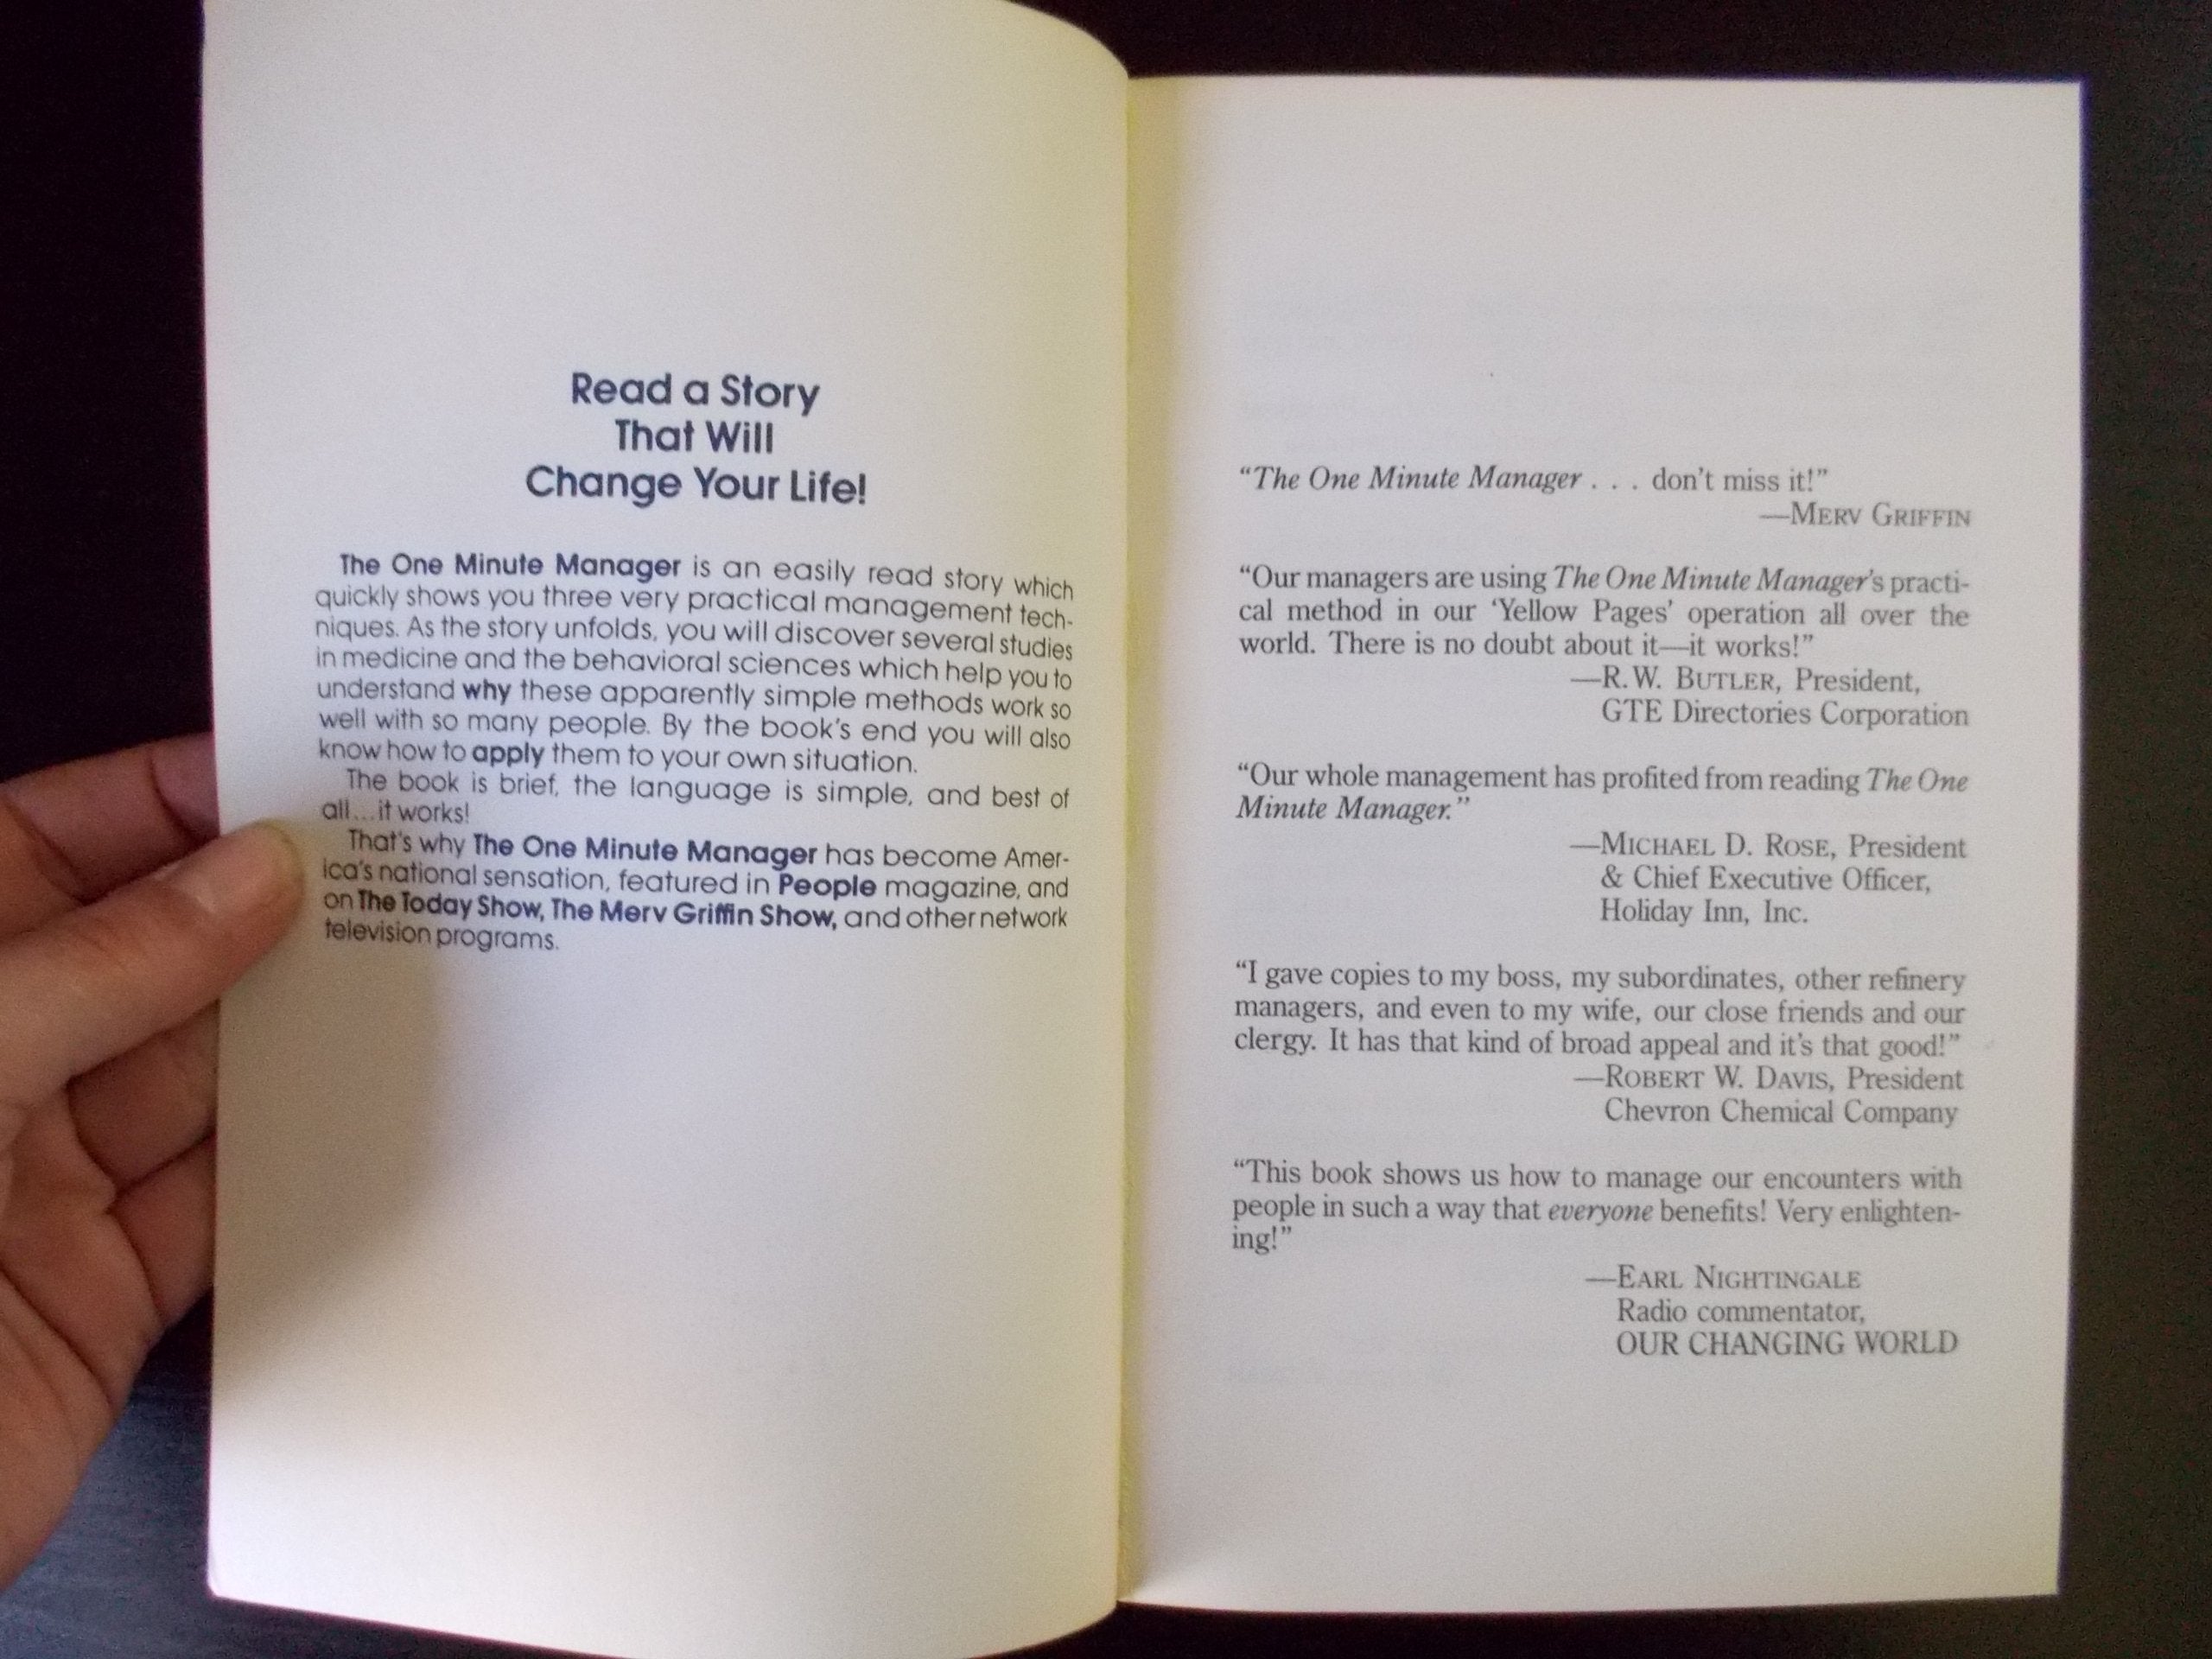 Read a Story
That Will
Change Your Life!
The One Minute Manager is an easily read story which
quickly shows you three very practical management tech-
niques. As the story unfolds, you will discover several studies
in medicine and the behavioral sciences which help you to
understand why these apparently simple methods work so
well with so many people. By the book's end you will also
know how to apply them to your own situation.
The book is brief, the language is simple, and best of
all...it works!
That's why The One Minute Manager has become Amer-
ica's national sensation, featured in People magazine, and
on The Today Show, The Merv Griffin Show, and other network
television programs.
“The One Minute Manager . . . don't miss it!”
—MERV GRIFFIN
“Our managers are using The One Minute Manager's practi-
cal method in our ‘Yellow Pages’ operation all over the
world. There is no doubt about it—it works!”
—R.W. BUTLER, President,
GTE Directories Corporation
“Our whole management has profited from reading The One
Minute Manager.”
—MICHAEL D. ROSE, President
& Chief Executive Officer,
Holiday Inn, Inc.
“I gave copies to my boss, my subordinates, other refinery
managers, and even to my wife, our close friends and our
clergy. It has that kind of broad appeal and it's that good!”
—ROBERT W. DAVIS, President
Chevron Chemical Company
“This book shows us how to manage our encounters with
people in such a way that everyone benefits! Very enlighten-
ing!”
—EARL NIGHTINGALE
Radio commentator,
OUR CHANGING WORLD